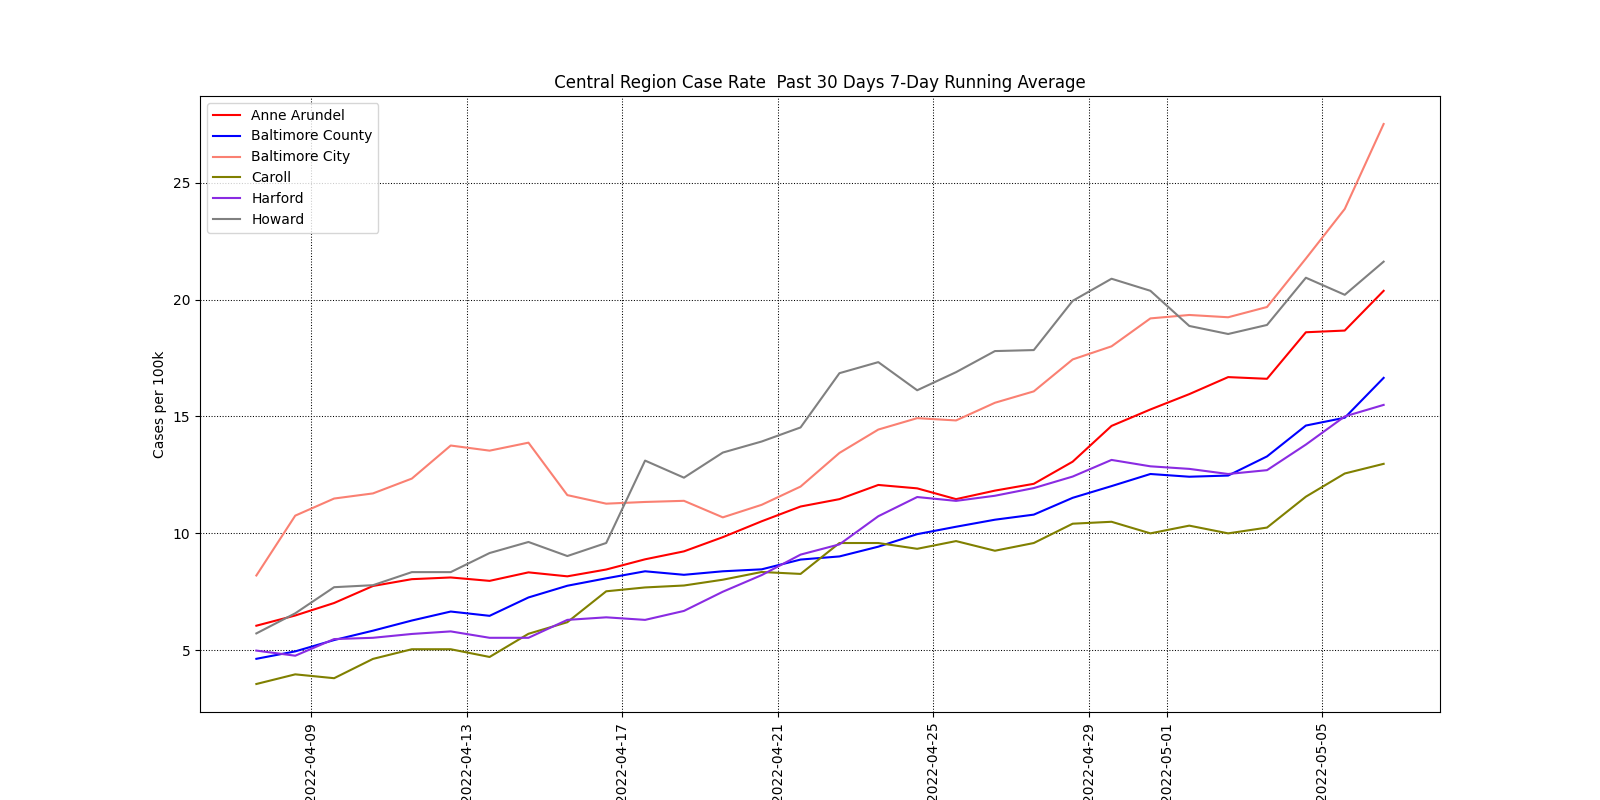 Central Region Case Rate  Past 30 Days 7-Day Running Average
Anne Arundel
Baltimore County
Baltimore City
Caroll
Harford
Howard
Cases per 100k
25
20
15
10
5
2022-04-09
2022-04-13
2022-04-17
2022-04-21
2022-04-25
2022-04-29
2022-05-01
2022-05-05